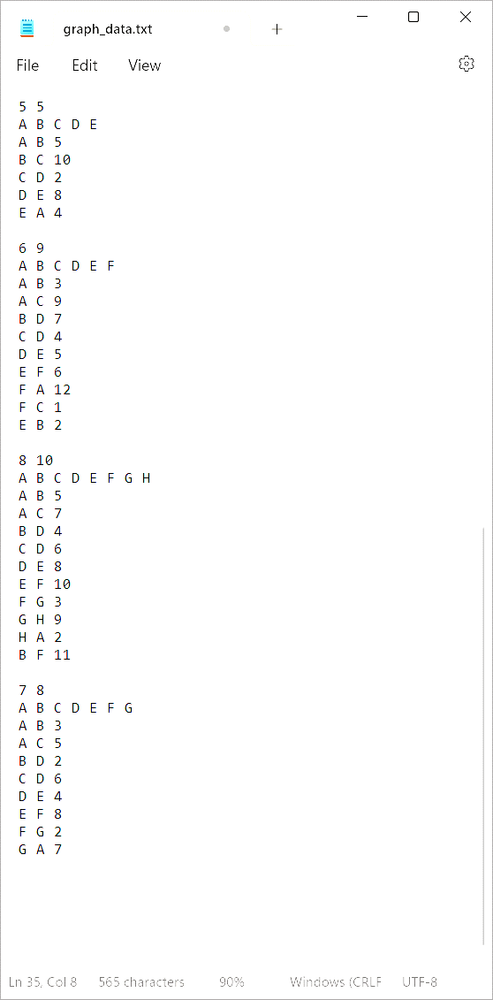 graph_data.txt
File Edit View
5 5
A B C D E
A B 5
B C 10
C D 2
D E 8
E A 4

6 9
A B C D E F
A B 3
A C 9
B D 7
C D 4
D E 5
E F 6
F A 12
F C 1
E B 2

8 10
A B C D E F G H
A B 5
A C 7
B D 4
C D 6
D E 8
E F 10
F G 3
G H 9
H A 2
B F 11

7 8
A B C D E F G
A B 3
A C 5
B D 2
C D 6
D E 4
E F 8
F G 2
G A 7
Ln 35, Col 8 565 characters 90% Windows (CRLF UTF-8